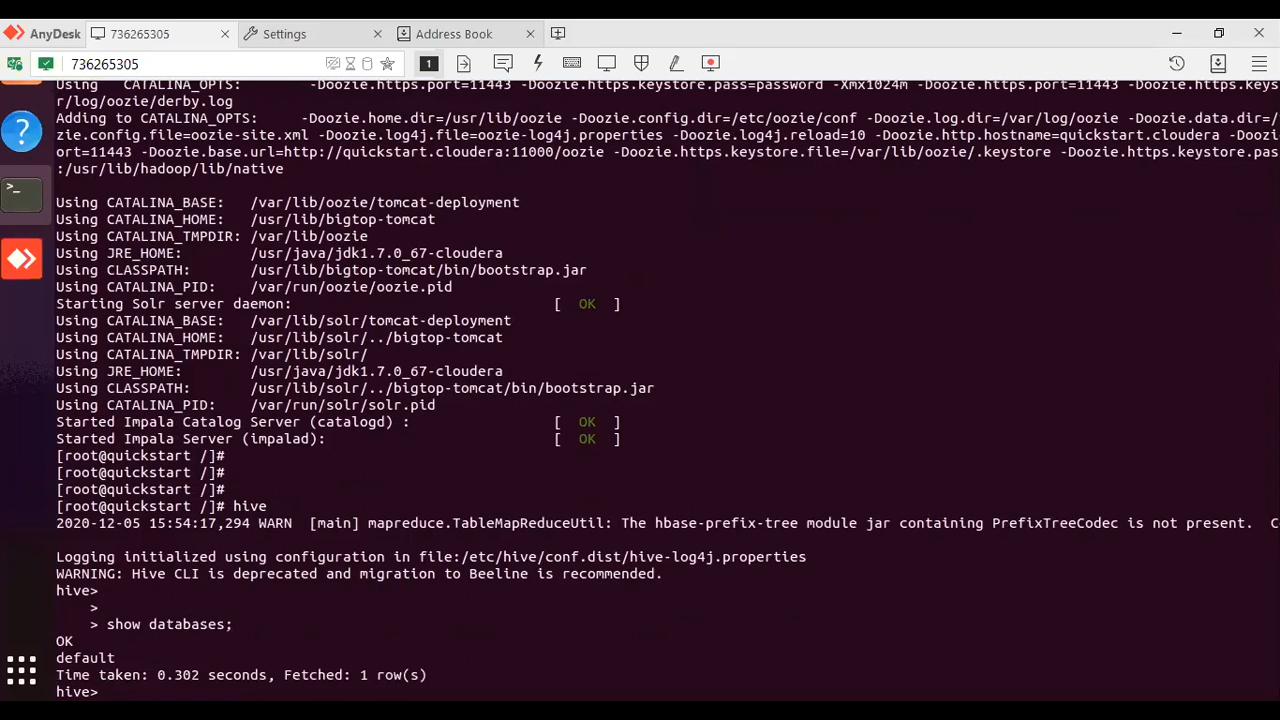 AnyDesk
736265305
Settings
Address Book
736265305
1
Using   CATALINA_OPTS:        -Doozie.https.port=11443 -Doozie.https.keystore.pass=password -Xmx1024m -Doozie.https.port=11443 -Doozie.https.keys
r/log/oozie/derby.log
Adding to CATALINA_OPTS:    -Doozie.home.dir=/usr/lib/oozie -Doozie.config.dir=/etc/oozie/conf -Doozie.log.dir=/var/log/oozie -Doozie.data.dir=/
zie.config.file=oozie-site.xml -Doozie.log4j.file=oozie-log4j.properties -Doozie.log4j.reload=10 -Doozie.http.hostname=quickstart.cloudera -Doozi
ort=11443 -Doozie.base.url=http://quickstart.cloudera:11000/oozie -Doozie.https.keystore.file=/var/lib/oozie/.keystore -Doozie.https.keystore.pas
:/usr/lib/hadoop/lib/native
Using CATALINA_BASE:   /var/lib/oozie/tomcat-deployment
Using CATALINA_HOME:   /usr/lib/bigtop-tomcat
Using CATALINA_TMPDIR: /var/lib/oozie
Using JRE_HOME:        /usr/java/jdk1.7.0_67-cloudera
Using CLASSPATH:       /usr/lib/bigtop-tomcat/bin/bootstrap.jar
Using CATALINA_PID:    /var/run/oozie/oozie.pid
Starting Solr server daemon:                               [  OK  ]
Using CATALINA_BASE:   /var/lib/solr/tomcat-deployment
Using CATALINA_HOME:   /usr/lib/solr/../bigtop-tomcat
Using CATALINA_TMPDIR: /var/lib/solr/
Using JRE_HOME:        /usr/java/jdk1.7.0_67-cloudera
Using CLASSPATH:       /usr/lib/solr/../bigtop-tomcat/bin/bootstrap.jar
Using CATALINA_PID:    /var/run/solr/solr.pid
Started Impala Catalog Server (catalogd) :                 [  OK  ]
Started Impala Server (impalad):                           [  OK  ]
[root@quickstart /]#
[root@quickstart /]#
[root@quickstart /]#
[root@quickstart /]# hive
2020-12-05 15:54:17,294 WARN  [main] mapreduce.TableMapReduceUtil: The hbase-prefix-tree module jar containing PrefixTreeCodec is not present.  C
Logging initialized using configuration in file:/etc/hive/conf.dist/hive-log4j.properties
WARNING: Hive CLI is deprecated and migration to Beeline is recommended.
hive>
    >
    > show databases;
OK
default
Time taken: 0.302 seconds, Fetched: 1 row(s)
hive>